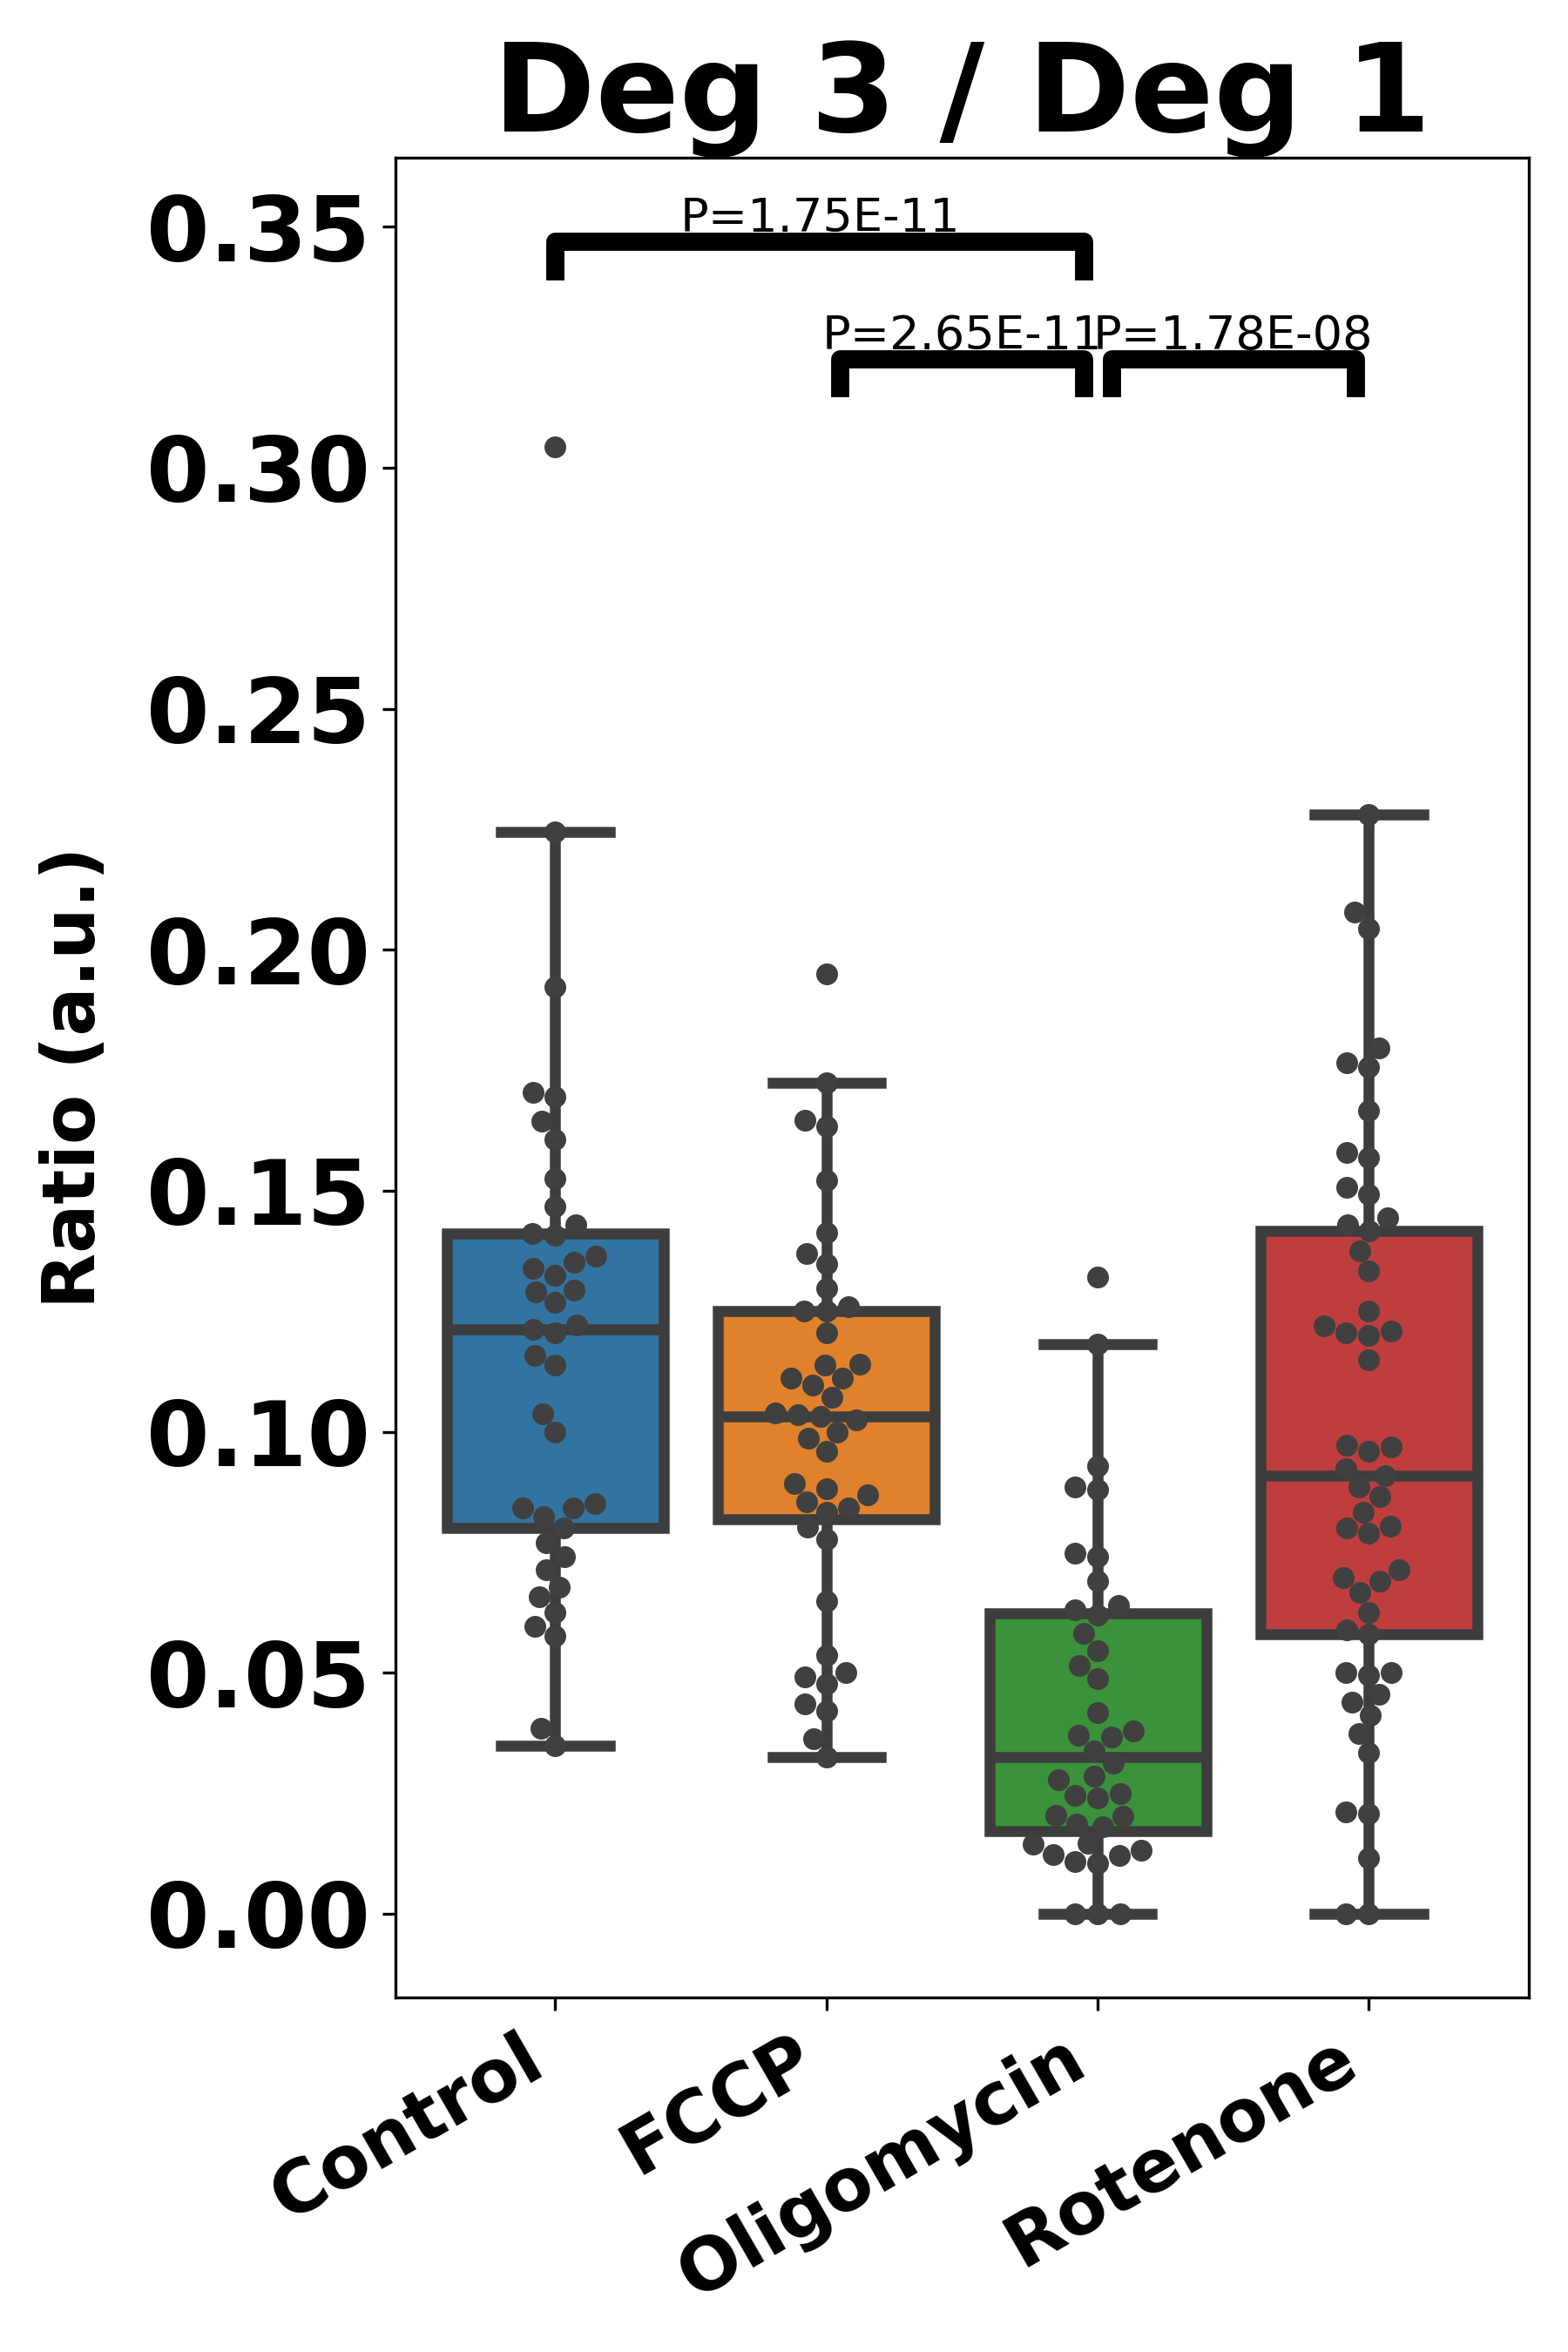 Deg 3 / Deg 1
P=1.75E-11
P=2.65E-11 P=1.78E-08
0.35
0.30
0.25
0.20
0.15
0.10
0.05
0.00
Ratio (a.u.)
Control
FCCP
Oligomycin
Rotenone